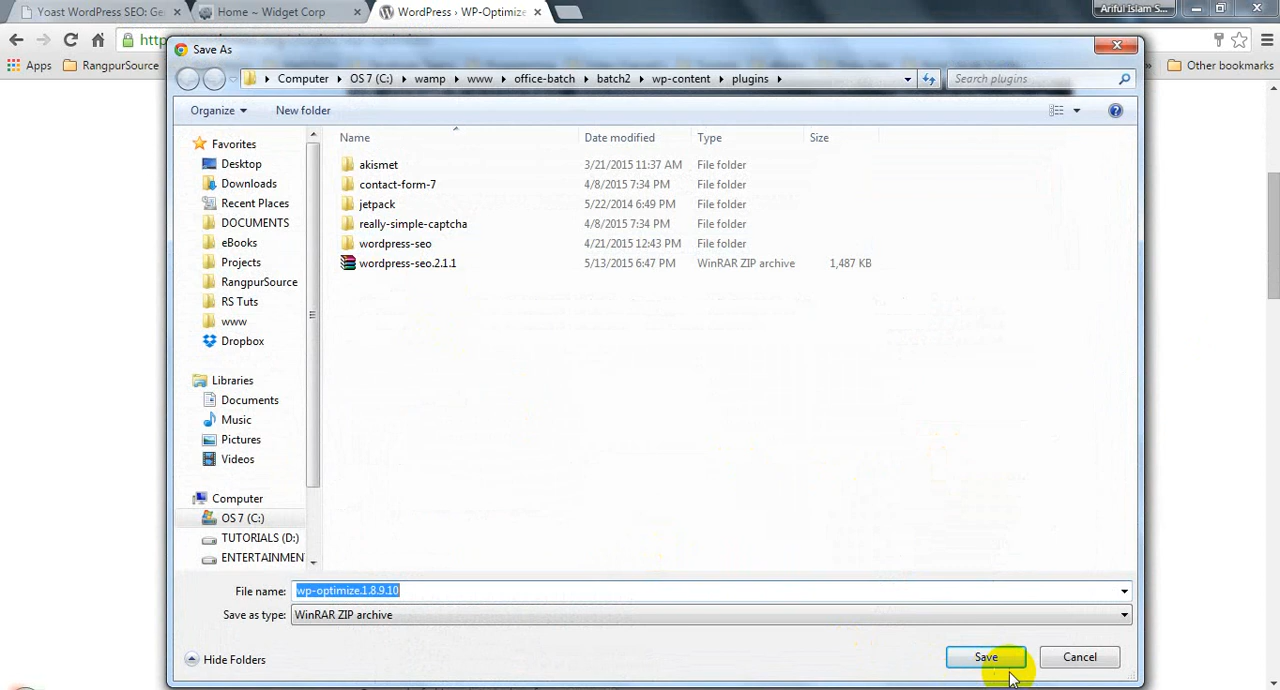 Yoast WordPress SEO: Ge
Home ~ Widget Corp
WordPress › WP-Optimize
Ariful Islam S...
Apps
RangpurSource
Other bookmarks
Save As
Computer
OS 7 (C:)
wamp
www
office-batch
batch2
wp-content
plugins
Search plugins
Organize
New folder
Name
Date modified
Type
Size
Favorites
Desktop
Downloads
Recent Places
DOCUMENTS
eBooks
Projects
RangpurSource
RS Tuts
www
Dropbox
Libraries
Documents
Music
Pictures
Videos
Computer
OS 7 (C:)
TUTORIALS (D:)
ENTERTAINMEN
akismet 3/21/2015 11:37 AM File folder
contact-form-7 4/8/2015 7:34 PM File folder
jetpack 5/22/2014 6:49 PM File folder
really-simple-captcha 4/8/2015 7:34 PM File folder
wordpress-seo 4/21/2015 12:43 PM File folder
wordpress-seo.2.1.1 5/13/2015 6:47 PM WinRAR ZIP archive 1,487 KB
File name: wp-optimize.1.8.9.10
Save as type: WinRAR ZIP archive
Hide Folders
Save
Cancel